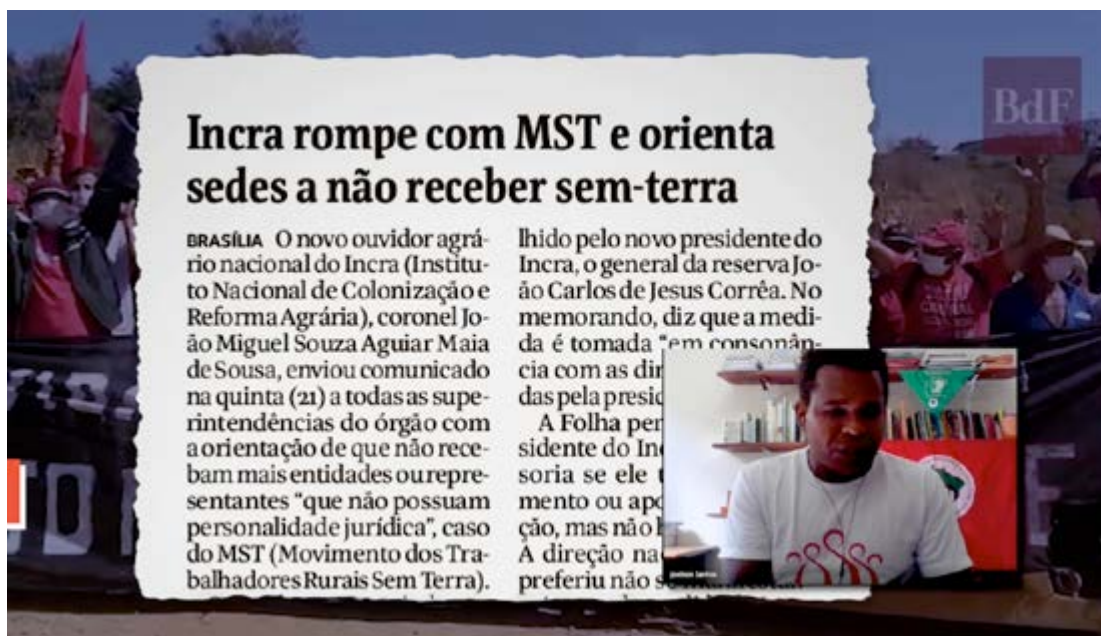 BdF
Incra rompe com MST e orienta
sedes a não receber sem-terra
BRASÍLIA O novo ouvidor agrá-
rio nacional do Incra (Institu-
to Nacional de Colonização e
Reforma Agrária), coronel Jo-
ão Miguel Souza Aguiar Maia
de Sousa, enviou comunicado
na quinta (21) a todas as supe-
rintendências do órgão com
a orientação de que não rece-
bam mais entidades ou repre-
sentantes “que não possuam
personalidade jurídica”, caso
do MST (Movimento dos Tra-
balhadores Rurais Sem Terra).
lhido pelo novo presidente do
Incra, o general da reserva Jo-
ão Carlos de Jesus Corrêa. No
memorando, diz que a medi-
da é tomada “em consonân-
cia com as
das pela
A Folha
sidente do
soria se ele
mento ou
ção, mas não
A direção
preferiu não